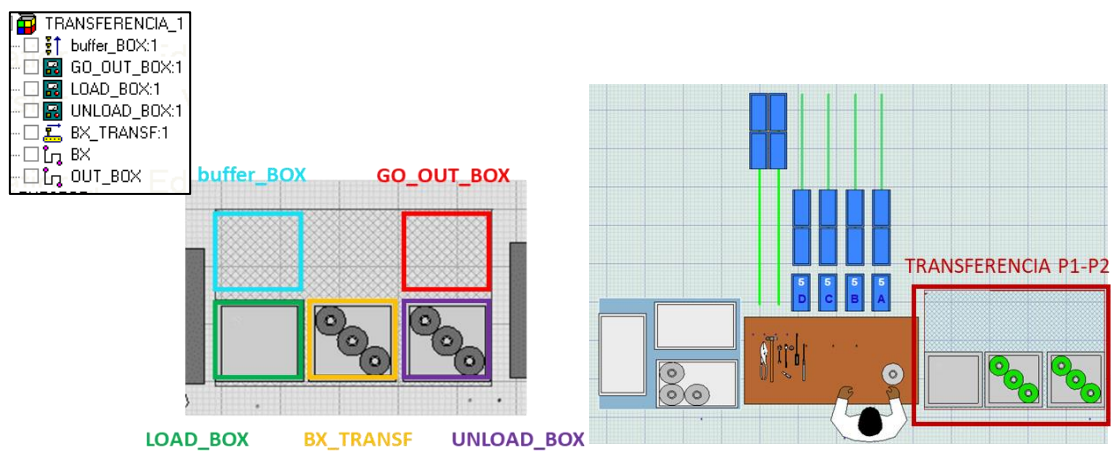 TRANSFERENCIA_1
buffer_BOX:1
GO_OUT_BOX:1
LOAD_BOX:1
UNLOAD_BOX:1
BX_TRANSF:1
BX
OUT_BOX
buffer_BOX
GO_OUT_BOX
LOAD_BOX
BX_TRANSF
UNLOAD_BOX
5 5 5 5
D C B A
TRANSFERENCIA P1-P2